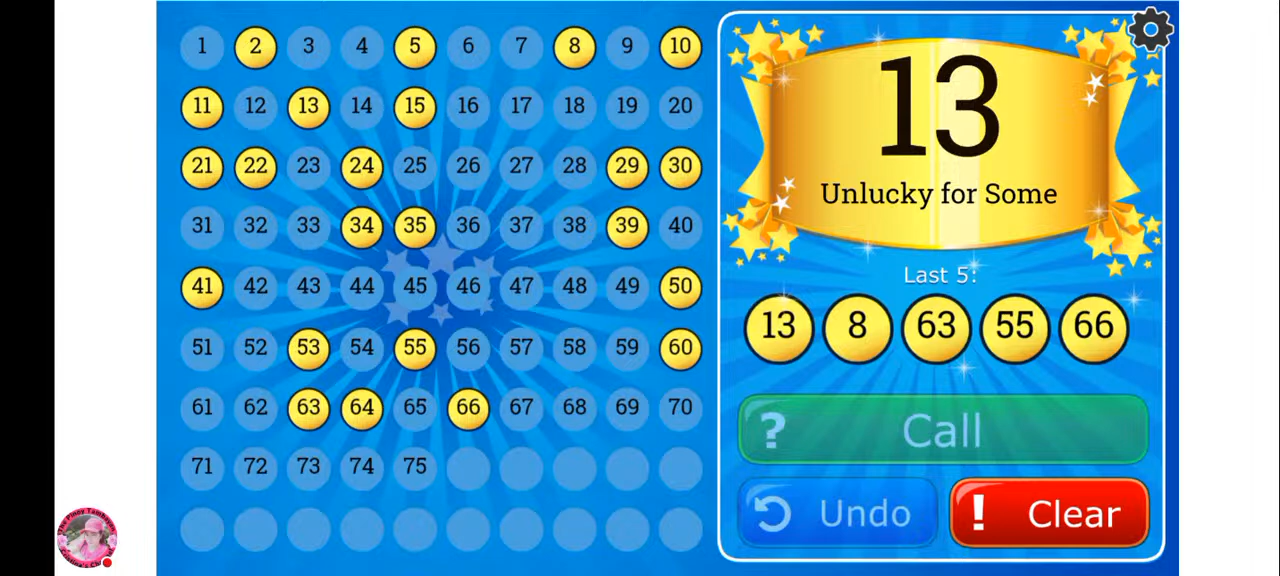 1 2 3 4 5 6 7 8 9 10
11 12 13 14 15 16 17 18 19 20
21 22 23 24 25 26 27 28 29 30
31 32 33 34 35 36 37 38 39 40
41 42 43 44 45 46 47 48 49 50
51 52 53 54 55 56 57 58 59 60
61 62 63 64 65 66 67 68 69 70
71 72 73 74 75
13
Unlucky for Some
Last 5:
13 8 63 55 66
? Call
Undo
! Clear
The Pinoy Tambayan